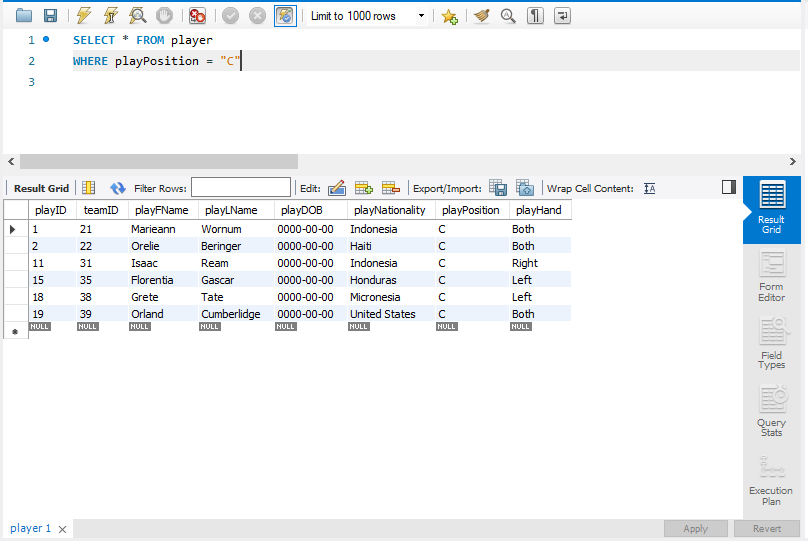 Limit to 1000 rows
1 SELECT * FROM player
2 WHERE playPosition = "C"
3
Result Grid Filter Rows: Edit: Export/Import: Wrap Cell Content:
playID teamID playFName playLName playDOB playNationality playPosition playHand
1 21 Marieann Wornum 0000-00-00 Indonesia C Both
2 22 Orelie Beringer 0000-00-00 Haiti C Both
11 31 Isaac Ream 0000-00-00 Indonesia C Right
15 35 Florentia Gascar 0000-00-00 Honduras C Left
18 38 Grete Tate 0000-00-00 Micronesia C Left
19 39 Orland Cumberlidge 0000-00-00 United States C Both
NULL NULL NULL NULL NULL NULL NULL NULL
Result
Grid
Form
Editor
Field
Types
Query
Stats
Execution
Plan
player 1 Apply Revert